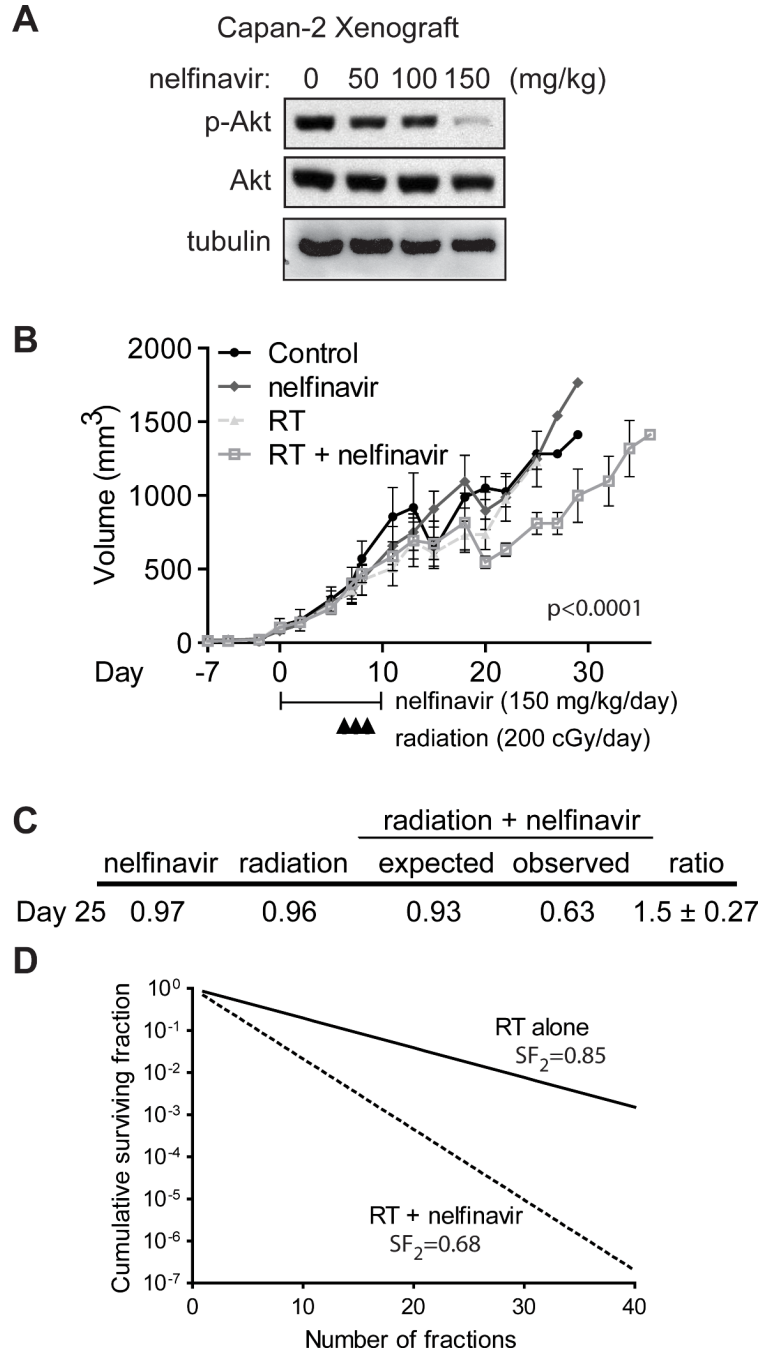 A
Capan-2 Xenograft
nelfinavir: 0 50 100 150 (mg/kg)
p-Akt
Akt
tubulin
B
2000
1500
1000
500
0
Volume (mm3)
Control
nelfinavir
RT
RT + nelfinavir
p<0.0001
Day -7 0 10 20 30
nelfinavir (150 mg/kg/day)
radiation (200 cGy/day)
C
radiation + nelfinavir
nelfinavir radiation expected observed ratio
Day 25 0.97 0.96 0.93 0.63 1.5 ± 0.27
D
Cumulative surviving fraction
10^0
10^-1
10^-2
10^-3
10^-4
10^-5
10^-6
10^-7
RT alone
SF2=0.85
RT + nelfinavir
SF2=0.68
0 10 20 30 40
Number of fractions